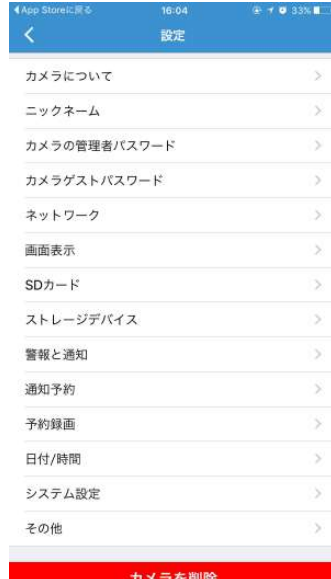 App Storeに戻る 16:04 33%
設定
カメラについて
ニックネーム
カメラの管理者パスワード
カメラゲストパスワード
ネットワーク
画面表示
SDカード
ストレージデバイス
警報と通知
通知予約
予約録画
日付/時間
システム設定
その他
カメラを削除